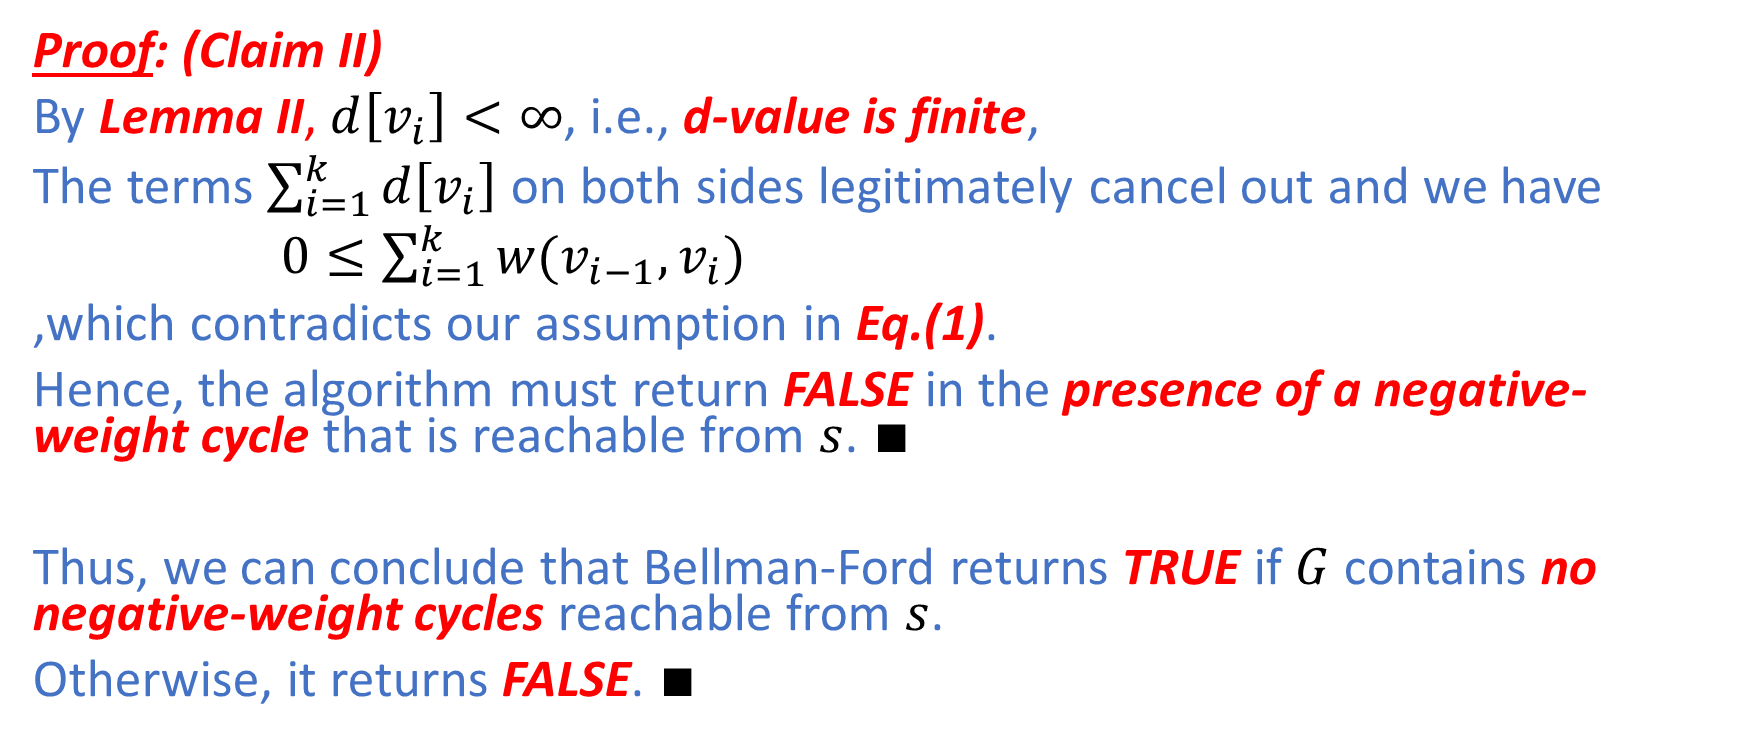 Proof: (Claim II)
By Lemma II, d[v_i] < ∞, i.e., d-value is finite,
The terms ∑_{i=1}^{k} d[v_i] on both sides legitimately cancel out and we have
0 ≤ ∑_{i=1}^{k} w(v_{i−1}, v_i)
,which contradicts our assumption in Eq.(1).
Hence, the algorithm must return FALSE in the presence of a negative-
weight cycle that is reachable from s. ■
Thus, we can conclude that Bellman-Ford returns TRUE if G contains no
negative-weight cycles reachable from s.
Otherwise, it returns FALSE. ■